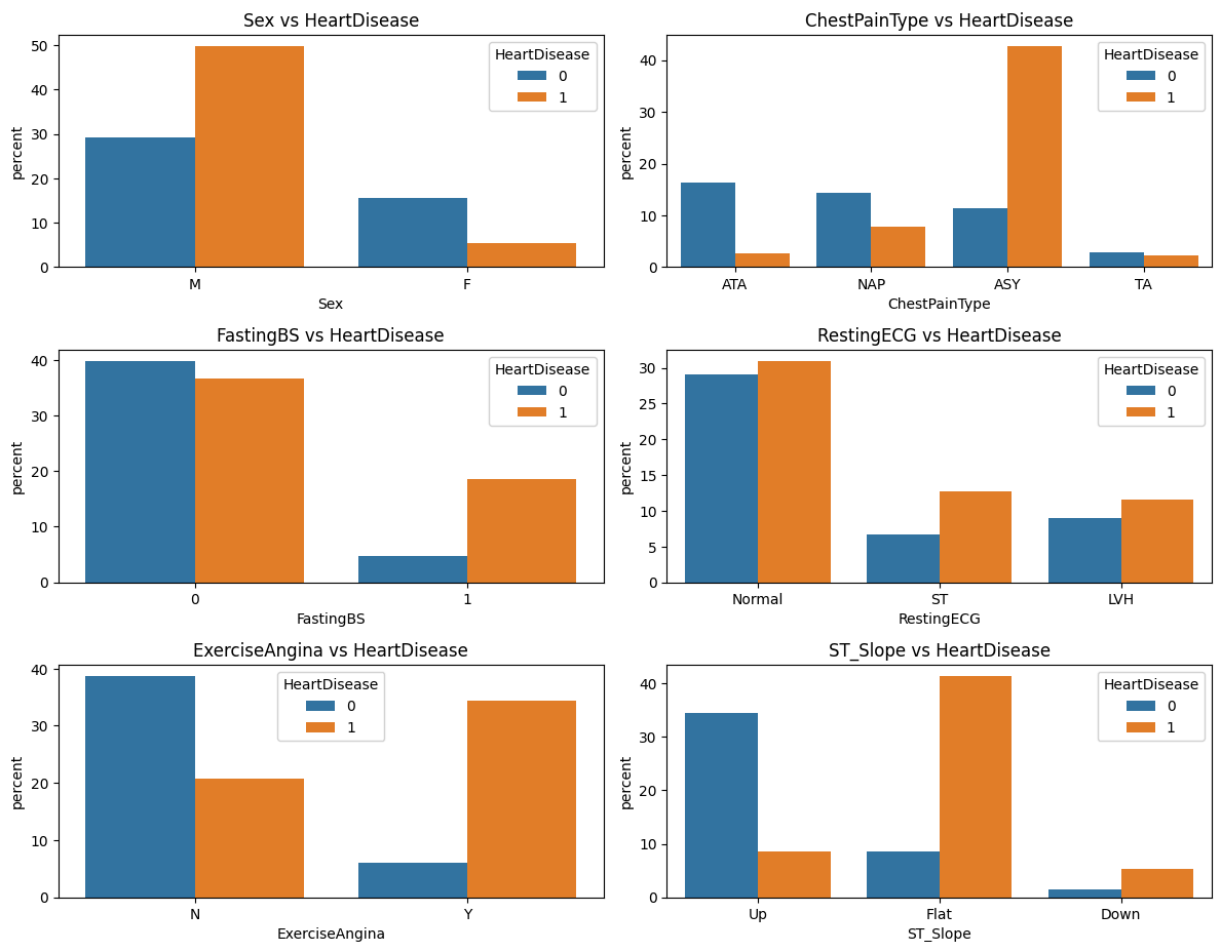 Sex vs HeartDisease
HeartDisease
0
1
50
40
30
20
10
0
percent
M
F
Sex
ChestPainType vs HeartDisease
HeartDisease
0
1
40
30
20
10
0
percent
ATA
NAP
ASY
TA
ChestPainType
FastingBS vs HeartDisease
HeartDisease
0
1
40
30
20
10
0
percent
0
1
FastingBS
RestingECG vs HeartDisease
HeartDisease
0
1
30
25
20
15
10
5
0
percent
Normal
ST
LVH
RestingECG
ExerciseAngina vs HeartDisease
HeartDisease
0
1
40
30
20
10
0
percent
N
Y
ExerciseAngina
ST_Slope vs HeartDisease
HeartDisease
0
1
40
30
20
10
0
percent
Up
Flat
Down
ST_Slope